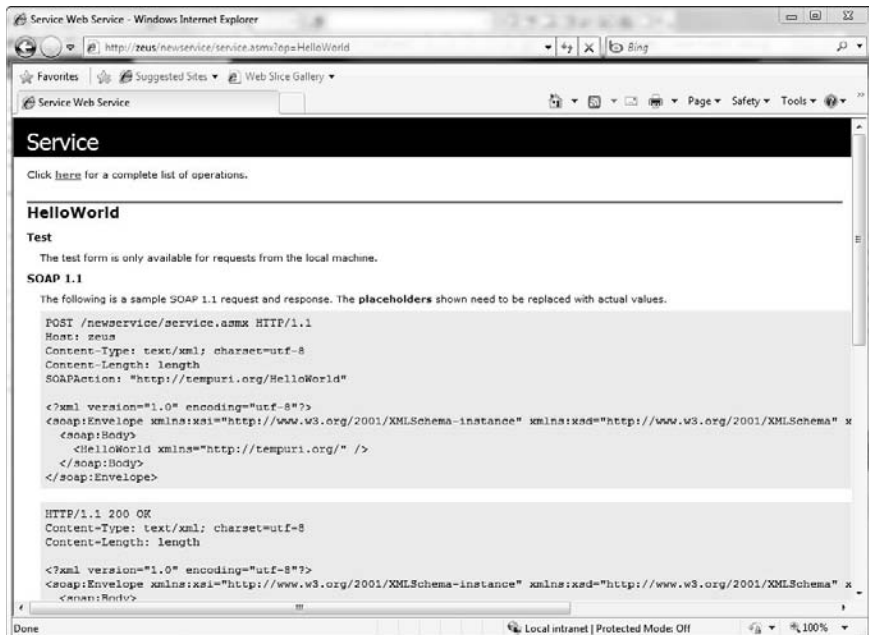 Service Web Service - Windows Internet Explorer
http://zeus/newservice/service.asmx?op=HelloWorld
Bing
Favorites
Suggested Sites
Web Slice Gallery
Service Web Service
Page
Safety
Tools
Service
Click here for a complete list of operations.
HelloWorld
Test
The test form is only available for requests from the local machine.
SOAP 1.1
The following is a sample SOAP 1.1 request and response. The placeholders shown need to be replaced with actual values.
POST /newservice/service.asmx HTTP/1.1
Host: zeus
Content-Type: text/xml; charset=utf-8
Content-Length: length
SOAPAction: "http://tempuri.org/HelloWorld"
<?xml version="1.0" encoding="utf-8"?>
<soap:Envelope xmlns:xsi="http://www.w3.org/2001/XMLSchema-instance" xmlns:xsd="http://www.w3.org/2001/XMLSchema" x
<soap:Body>
<HelloWorld xmlns="http://tempuri.org/" />
</soap:Body>
</soap:Envelope>
HTTP/1.1 200 OK
Content-Type: text/xml; charset=utf-8
Content-Length: length
<?xml version="1.0" encoding="utf-8"?>
<soap:Envelope xmlns:xsi="http://www.w3.org/2001/XMLSchema-instance" xmlns:xsd="http://www.w3.org/2001/XMLSchema" x
<soap:Body>
Done
Local intranet | Protected Mode: Off
100%